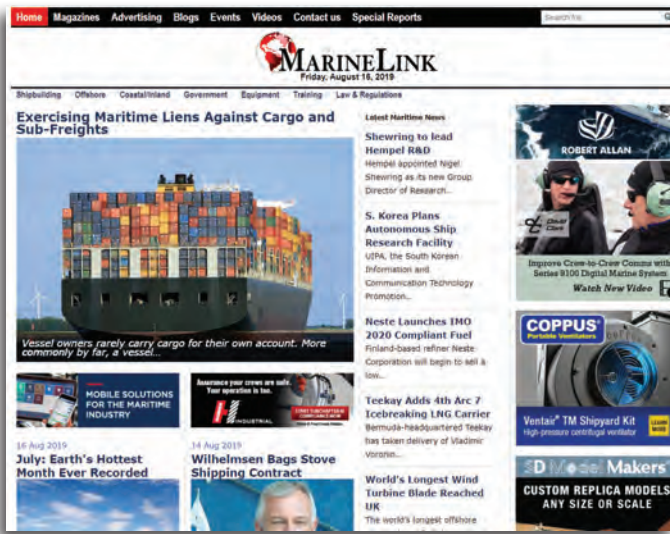 Home Magazines Advertising Blogs Events Videos Contact us Special Reports
MARINELINK
Friday, August 16, 2019
Shipbuilding Offshore Coastal/Inland Government Equipment Training Law & Regulations
Exercising Maritime Liens Against Cargo and
Sub-Freights
Vessel owners rarely carry cargo for their own account. More
commonly by far, a vessel...
MOBILE SOLUTIONS
FOR THE MARITIME
INDUSTRY
Assurance your crews are safe.
Your operation is too.
INDUSTRIAL
16 Aug 2019
July: Earth's Hottest
Month Ever Recorded
14 Aug 2019
Wilhelmsen Bags Stove
Shipping Contract
Latest Maritime News
Shewring to lead
Hempel R&D
Hempel appointed Nigel
Shewring as its new Group
Director of Research...
S. Korea Plans
Autonomous Ship
Research Facility
UIPA, the South Korean
Information and
Communication Technology
Promotion...
Neste Launches IMO
2020 Compliant Fuel
Finland-based refiner Neste
Corporation will begin to sell a
low...
Teekay Adds 4th Arc 7
Icebreaking LNG Carrier
Bermuda-headquartered Teekay
has taken delivery of Vladimir
Voronin...
World's Longest Wind
Turbine Blade Reached
UK
The world's longest offshore
ROBERT ALLAN
David
Clark
Improve Crew-to-Crew Comms with
Series 9100 Digital Marine System
Watch New Video
COPPUS
Portable Ventilators
Ventair TM Shipyard Kit
High-pressure centrifugal ventilator
LEARN
MORE
SD Model Makers
CUSTOM REPLICA MODELS
ANY SIZE OR SCALE